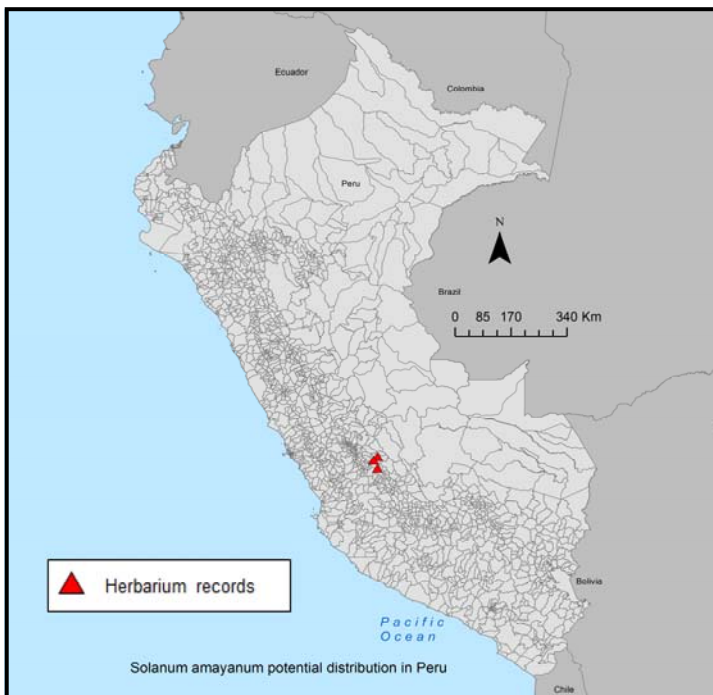 Ecuador
Colombia
Peru
N
Brazil
0 85 170 340 Km
Herbarium records
Bolivia
Pacific
Ocean
Solanum amayanum potential distribution in Peru
Chile